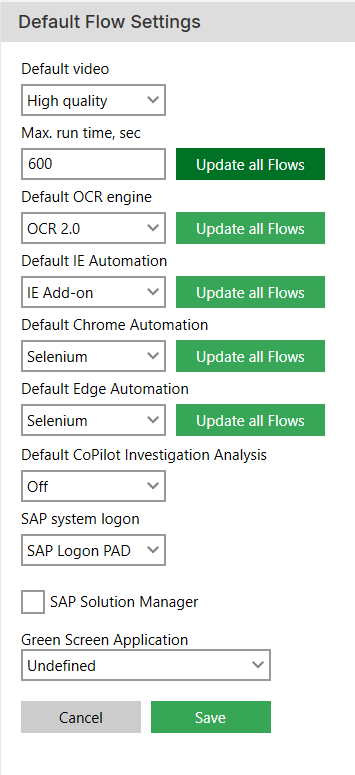 Default Flow Settings
Default video
High quality
Max. run time, sec
600 Update all Flows
Default OCR engine
OCR 2.0 Update all Flows
Default IE Automation
IE Add-on Update all Flows
Default Chrome Automation
Selenium Update all Flows
Default Edge Automation
Selenium Update all Flows
Default CoPilot Investigation Analysis
Off
SAP system logon
SAP Logon PAD
SAP Solution Manager
Green Screen Application
Undefined
Cancel Save